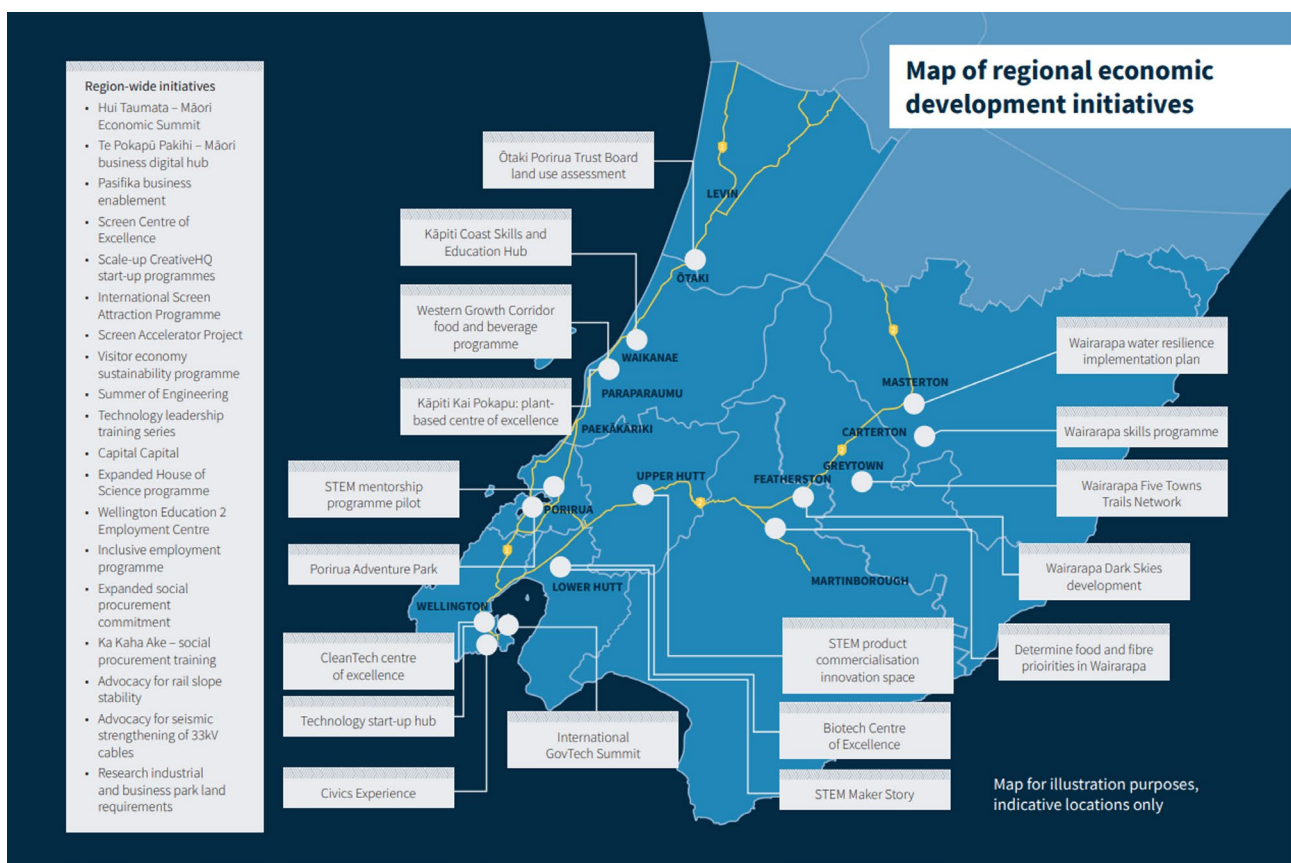 Map of regional economic
development initiatives
Region-wide initiatives
• Hui Taumata – Māori
Economic Summit
• Te Pokapū Pakihi – Māori
business digital hub
• Pasifika business
enablement
• Screen Centre of
Excellence
• Scale-up CreativeHQ
start-up programmes
• International Screen
Attraction Programme
• Screen Accelerator Project
• Visitor economy
sustainability programme
• Summer of Engineering
• Technology leadership
training series
• Capital Capital
• Expanded House of
Science programme
• Wellington Education 2
Employment Centre
• Inclusive employment
programme
• Expanded social
procurement
commitment
• Ka Kaha Ake – social
procurement training
• Advocacy for rail slope
stability
• Advocacy for seismic
strengthening of 33kV
cables
• Research industrial
and business park land
requirements
Ōtaki Porirua Trust Board
land use assessment
Kāpiti Coast Skills and
Education Hub
Western Growth Corridor
food and beverage
programme
Kāpiti Kai Pokapu: plant-
based centre of excellence
STEM mentorship
programme pilot
Porirua Adventure Park
CleanTech centre
of excellence
Technology start-up hub
Civics Experience
International
GovTech Summit
LEVIN
ŌTAKI
WAIKANAE
PARAPARAUMU
PAEKĀKARIKI
PORIRUA
UPPER HUTT
LOWER HUTT
WELLINGTON
MASTERTON
CARTERTON
GREYTOWN
FEATHERSTON
MARTINBOROUGH
1
2
2
2
1
Wairarapa water resilience
implementation plan
Wairarapa skills programme
Wairarapa Five Towns
Trails Network
Wairarapa Dark Skies
development
Determine food and fibre
prioirities in Wairarapa
STEM product
commercialisation
innovation space
Biotech Centre
of Excellence
STEM Maker Story
Map for illustration purposes,
indicative locations only